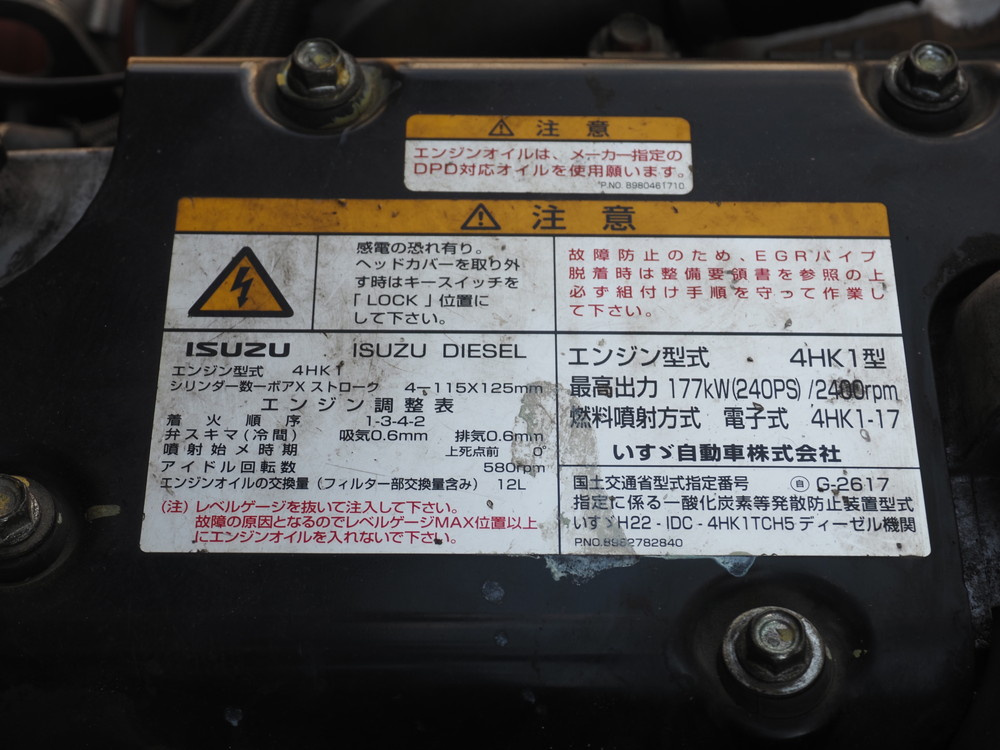 ⚠ 注意
エンジンオイルは、メーカー指定の
DPD対応オイルを使用願います。
P.NO. 8980461710
⚠ 注意
感電の恐れ有り。
ヘッドカバーを取り外
す時はキースイッチを
「LOCK」位置に
して下さい。
故障防止のため、EGRパイプ
脱着時は整備要領書を参照の上
必ず組付け手順を守って作業し
て下さい。
ISUZU ISUZU DIESEL
エンジン型式 4HK1
シリンダー数ーボアXストローク 4-115X125mm
エンジン調整表
着火順序 1-3-4-2
弁スキマ(冷間) 吸気0.6mm 排気0.6mm
噴射始メ時期 上死点前 0°
アイドル回転数 580rpm
エンジンオイルの交換量(フィルター部交換量含み) 12L
(注)レベルゲージを抜いて注入して下さい。
故障の原因となるのでレベルゲージMAX位置以上
にエンジンオイルを入れないで下さい。
エンジン型式 4HK1型
最高出力 177kW(240PS)/2400rpm
燃料噴射方式 電子式 4HK1-17
いすゞ自動車株式会社
国土交通省型式指定番号 自 G-2617
指定に係る一酸化炭素等発散防止装置型式
いすゞH22-IDC-4HK1TCH5 ディーゼル機関
P.NO.8982782840